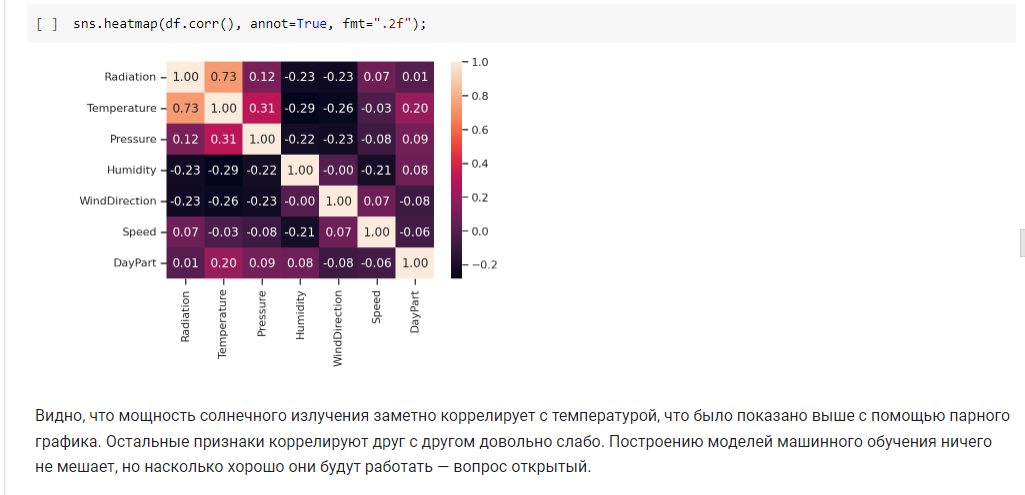 [ ] sns.heatmap(df.corr(), annot=True, fmt=".2f");
Radiation 1.00 0.73 0.12 -0.23 -0.23 0.07 0.01
Temperature 0.73 1.00 0.31 -0.29 -0.26 -0.03 0.20
Pressure 0.12 0.31 1.00 -0.22 -0.23 -0.08 0.09
Humidity -0.23 -0.29 -0.22 1.00 -0.00 -0.21 0.08
WindDirection -0.23 -0.26 -0.23 -0.00 1.00 0.07 -0.08
Speed 0.07 -0.03 -0.08 -0.21 0.07 1.00 -0.06
DayPart 0.01 0.20 0.09 0.08 -0.08 -0.06 1.00
Radiation
Temperature
Pressure
Humidity
WindDirection
Speed
DayPart
1.0
0.8
0.6
0.4
0.2
0.0
−0.2
Видно, что мощность солнечного излучения заметно коррелирует с температурой, что было показано выше с помощью парного
графика. Остальные признаки коррелируют друг с другом довольно слабо. Построению моделей машинного обучения ничего
не мешает, но насколько хорошо они будут работать — вопрос открытый.